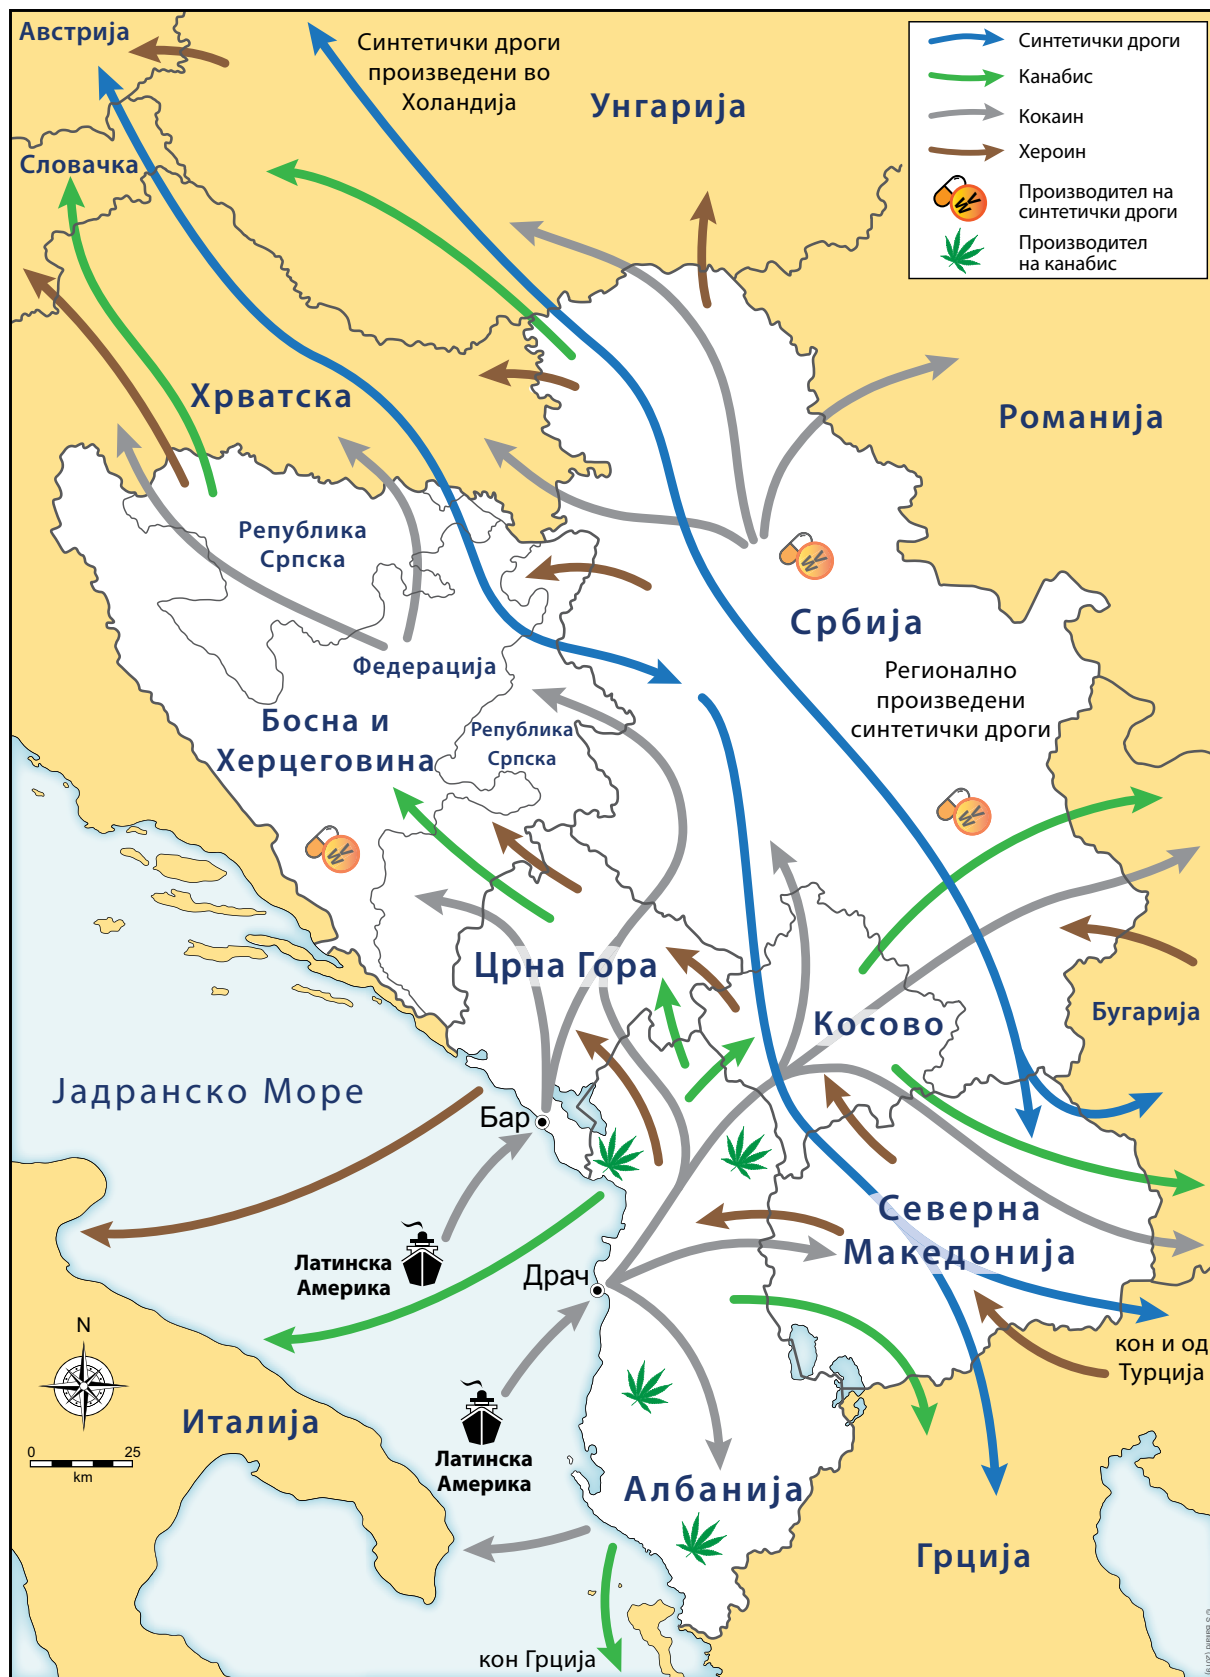 Австрија
Синтетички дроги
произведени во
Холандија
Унгарија
Синтетички дроги
Канабис
Кокаин
Хероин
Производител на
синтетички дроги
Производител
на канабис
Словачка
Хрватска
Романија
Република
Српска
Србија
Федерација
Регионално
произведени
синтетички дроги
Босна и
Херцеговина
Република
Српска
Црна Гора
Косово
Бугарија
Јадранско Море
Бар
Северна
Македонија
Латинска
Америка
Драч
N
кон и од
Турција
Италија
0 25
km
Латинска
Америка
Албанија
Грција
кон Грција